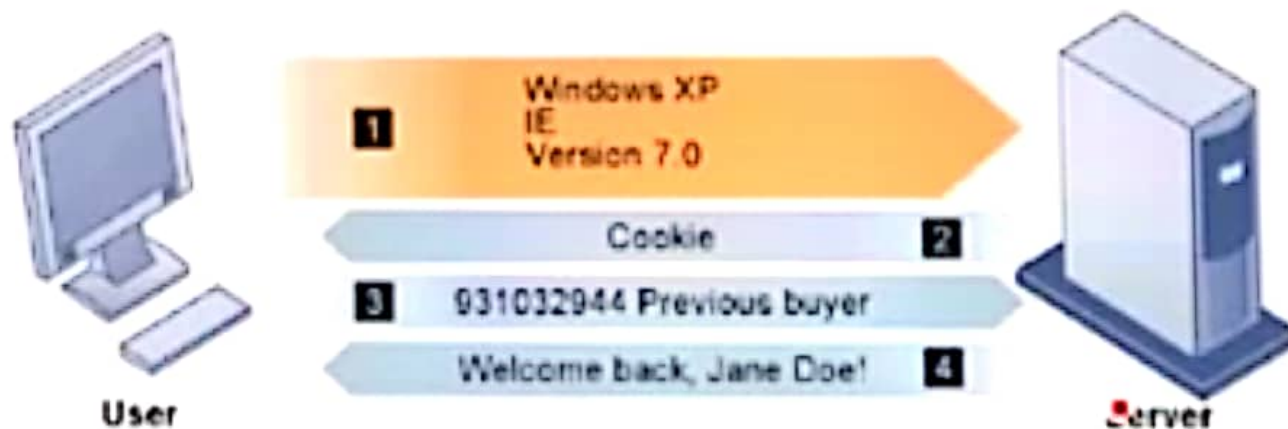 1
Windows XP
IE
Version 7.0
Cookie 2
3 931032944 Previous buyer
Welcome back, Jane Doe! 4
User
Server